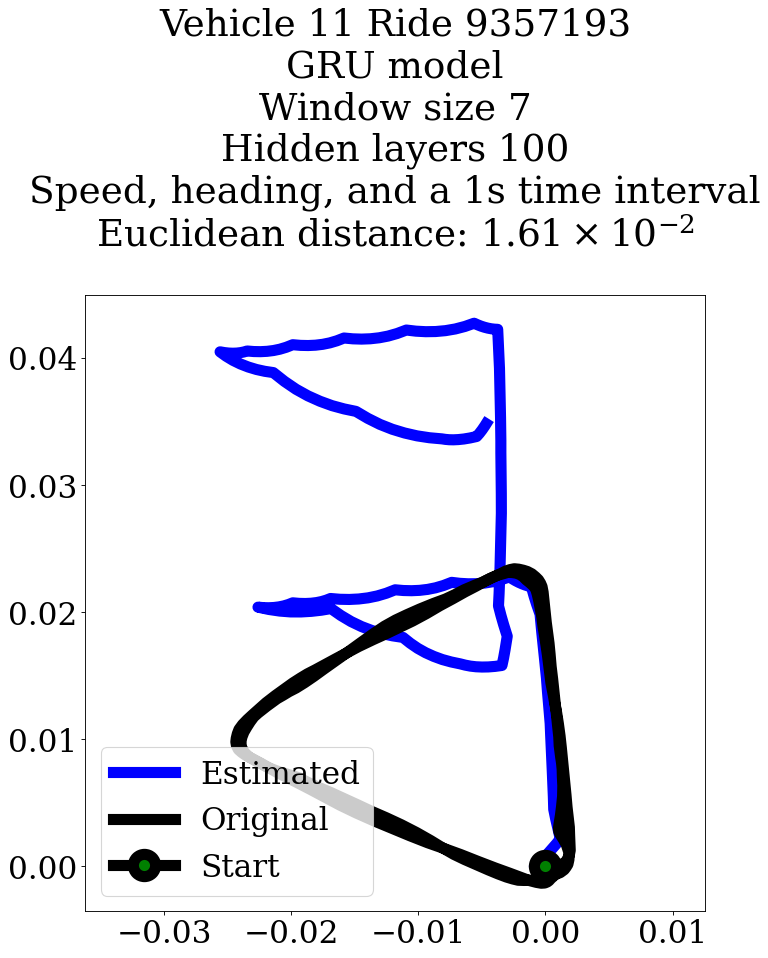 Vehicle 11 Ride 9357193
GRU model
Window size 7
Hidden layers 100
Speed, heading, and a 1s time interval
Euclidean distance: 1.61 × 10⁻²
0.04
0.03
0.02
0.01
0.00
Estimated
Original
Start
−0.03 −0.02 −0.01 0.00 0.01